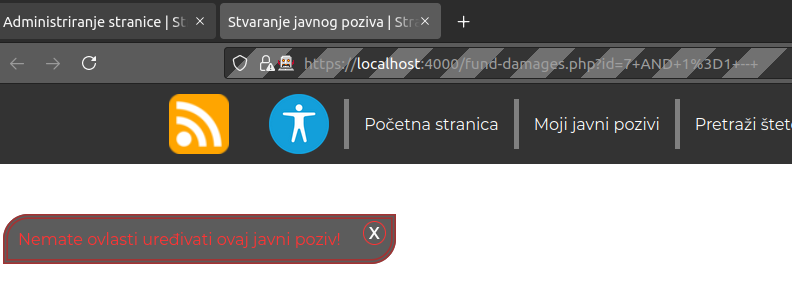 Administriranje stranice | St
Stvaranje javnog poziva | Stra
https://localhost:4000/fund-damages.php?id=7+AND+1%3D1+--+
Početna stranica
Moji javni pozivi
Pretraži štet
Nemate ovlasti uređivati ovaj javni poziv!
X